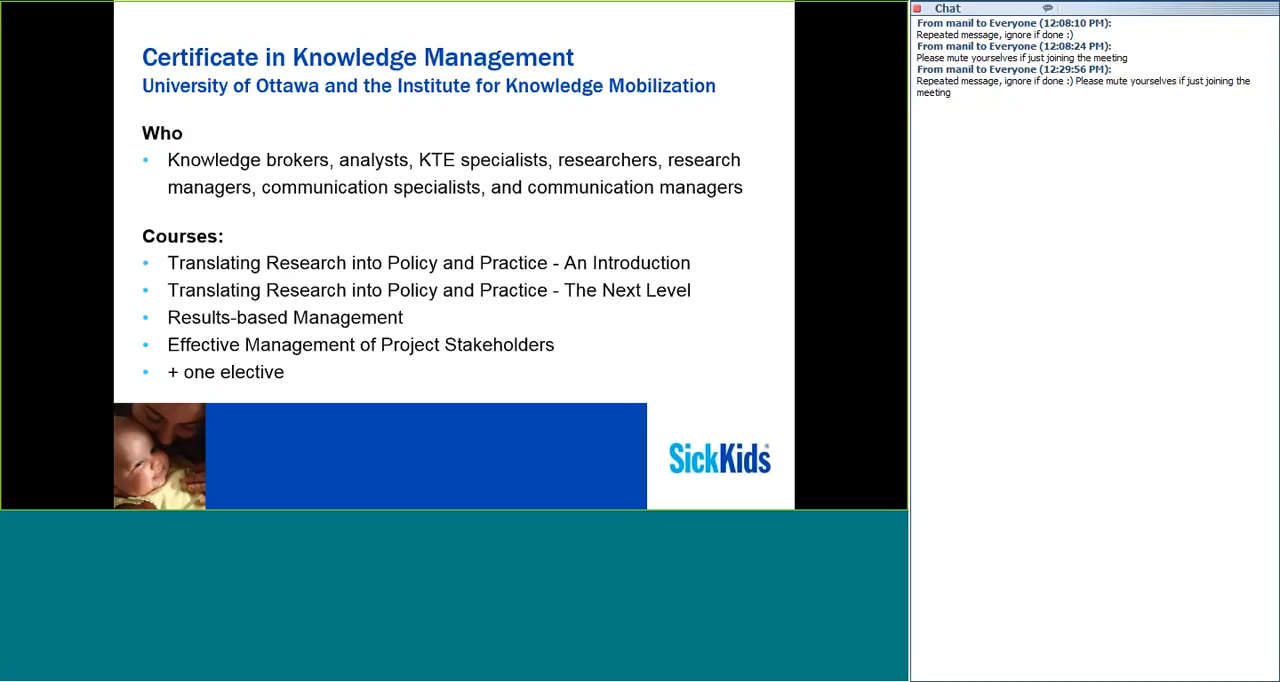 Certificate in Knowledge Management
University of Ottawa and the Institute for Knowledge Mobilization
Who
• Knowledge brokers, analysts, KTE specialists, researchers, research
managers, communication specialists, and communication managers
Courses:
• Translating Research into Policy and Practice - An Introduction
• Translating Research into Policy and Practice - The Next Level
• Results-based Management
• Effective Management of Project Stakeholders
• + one elective
SickKids®
Chat
From manil to Everyone (12:08:10 PM):
Repeated message, ignore if done :)
From manil to Everyone (12:08:24 PM):
Please mute yourselves if just joining the meeting
From manil to Everyone (12:29:56 PM):
Repeated message, ignore if done :) Please mute yourselves if just joining the
meeting